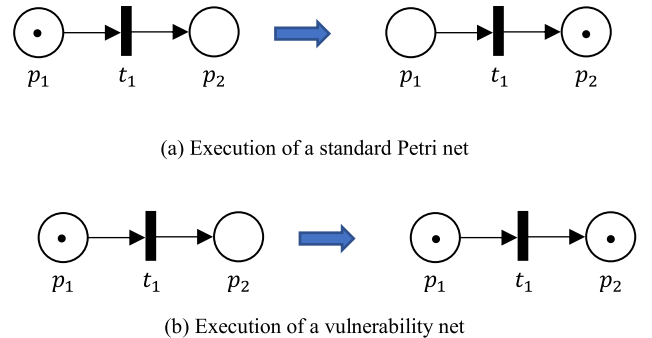 p₁ t₁ p₂ p₁ t₁ p₂
(a) Execution of a standard Petri net
p₁ t₁ p₂ p₁ t₁ p₂
(b) Execution of a vulnerability net